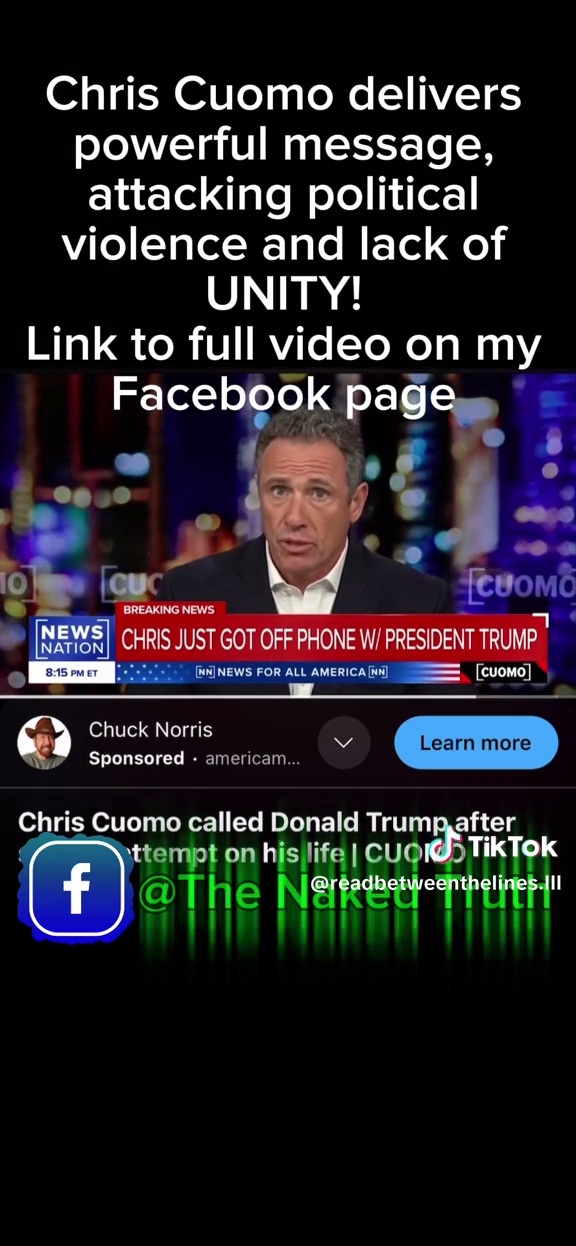 Chris Cuomo delivers
powerful message,
attacking political
violence and lack of
UNITY!
Link to full video on my
Facebook page
[CUOMO
BREAKING NEWS
NEWS
NATION
CHRIS JUST GOT OFF PHONE W/ PRESIDENT TRUMP
8:15 PM ET
NN NEWS FOR ALL AMERICA NN
[CUOMO]
Chuck Norris
Sponsored · americam...
Learn more
Chris Cuomo called Donald Trump after
attempt on his life | CUOMO
TikTok
@readbetweenthelines.lll
@The Naked Truth